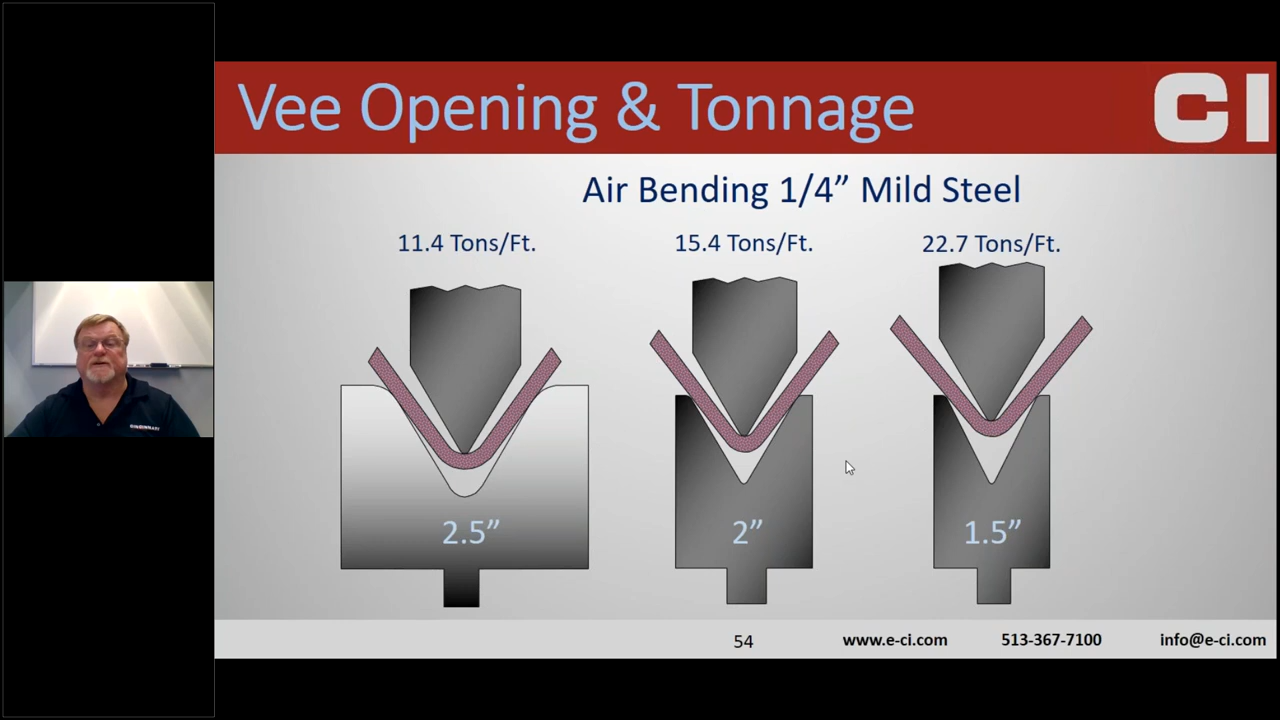 Vee Opening & Tonnage
CI
Air Bending 1/4” Mild Steel
11.4 Tons/Ft.
15.4 Tons/Ft.
22.7 Tons/Ft.
2.5”
2”
1.5”
CINCINNATI
54
www.e-ci.com
513-367-7100
info@e-ci.com